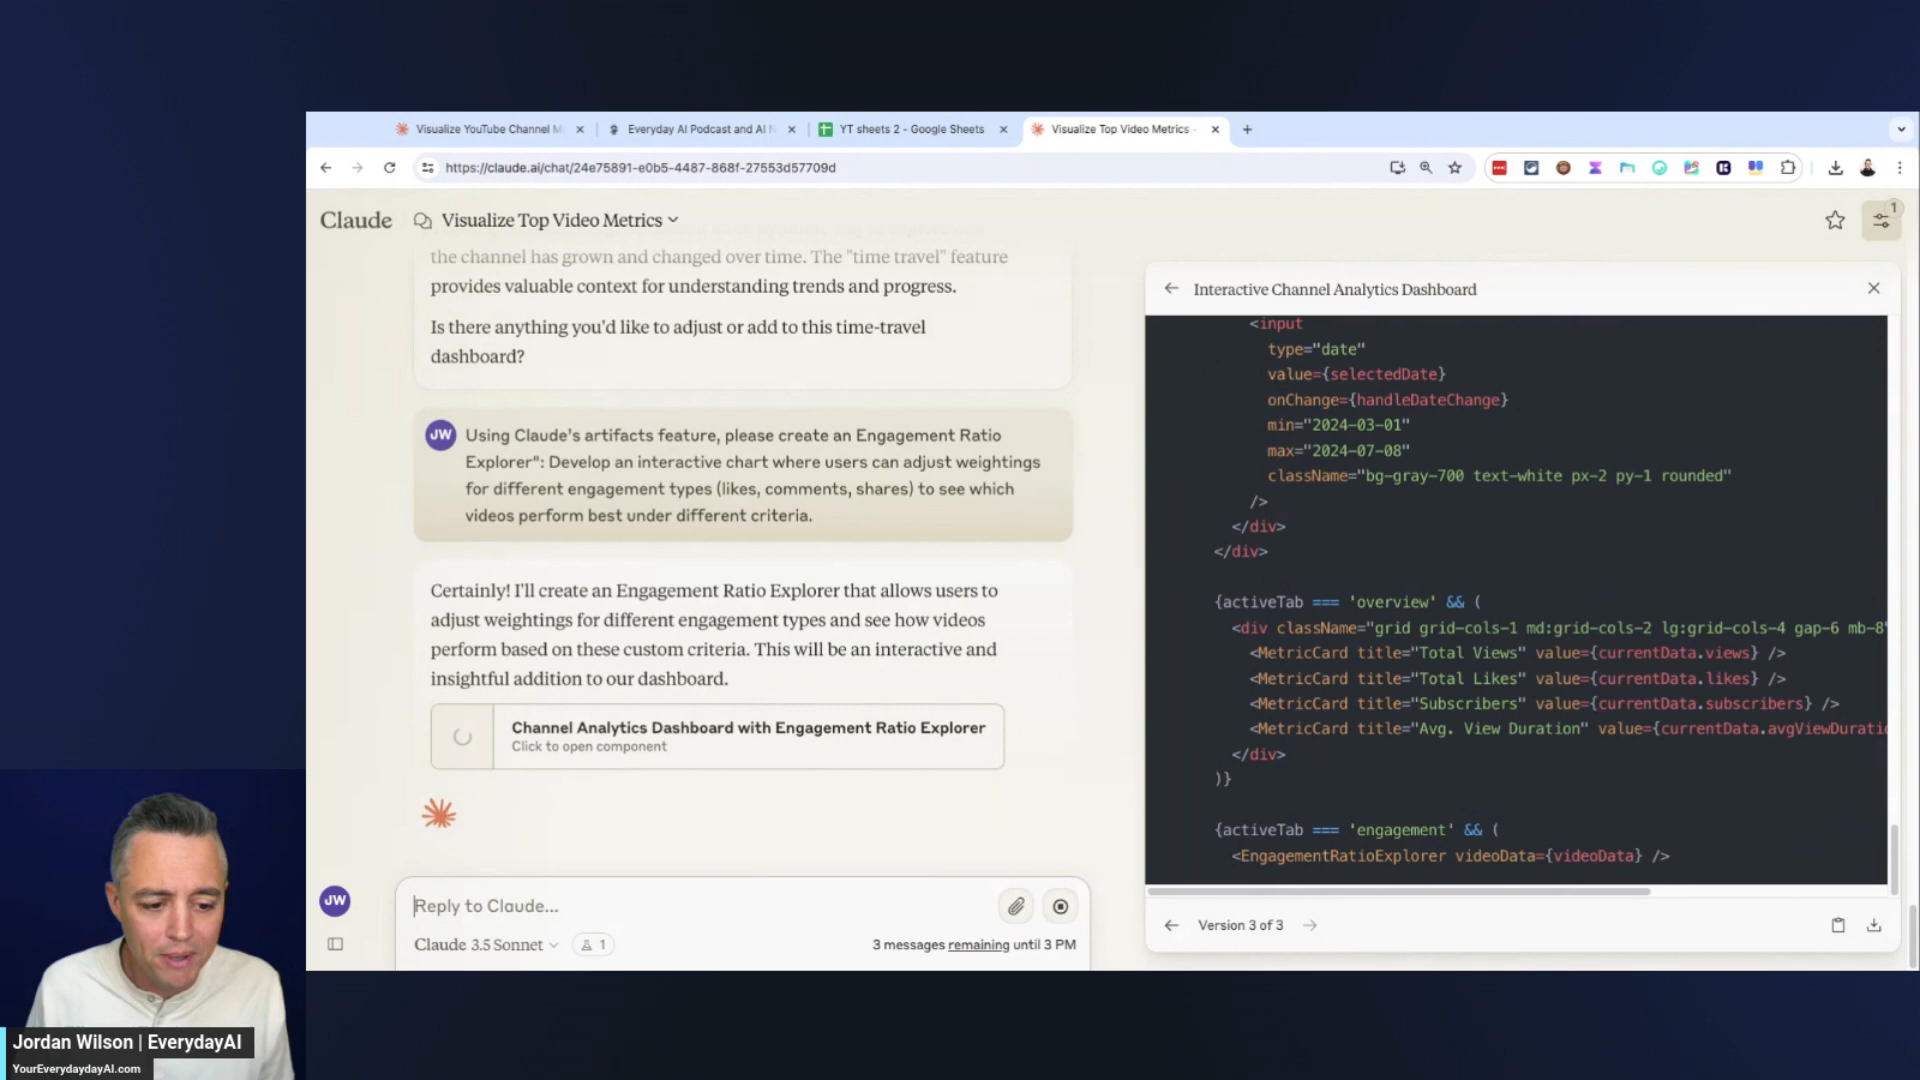 Visualize YouTube Channel M
Everyday AI Podcast and AI N
YT sheets 2 - Google Sheets
Visualize Top Video Metrics -
https://claude.ai/chat/24e75891-e0b5-4487-868f-27553d57709d
Claude
Visualize Top Video Metrics
1
the channel has grown and changed over time. The "time travel" feature
provides valuable context for understanding trends and progress.
Is there anything you'd like to adjust or add to this time-travel
dashboard?
JW
Using Claude's artifacts feature, please create an Engagement Ratio
Explorer": Develop an interactive chart where users can adjust weightings
for different engagement types (likes, comments, shares) to see which
videos perform best under different criteria.
Certainly! I'll create an Engagement Ratio Explorer that allows users to
adjust weightings for different engagement types and see how videos
perform based on these custom criteria. This will be an interactive and
insightful addition to our dashboard.
Channel Analytics Dashboard with Engagement Ratio Explorer
Click to open component
JW
Reply to Claude...
Claude 3.5 Sonnet
1
3 messages remaining until 3 PM
Interactive Channel Analytics Dashboard
<input
type="date"
value={selectedDate}
onChange={handleDateChange}
min="2024-03-01"
max="2024-07-08"
className="bg-gray-700 text-white px-2 py-1 rounded"
/>
</div>
</div>
{activeTab === 'overview' && (
<div className="grid grid-cols-1 md:grid-cols-2 lg:grid-cols-4 gap-6 mb-8"
<MetricCard title="Total Views" value={currentData.views} />
<MetricCard title="Total Likes" value={currentData.likes} />
<MetricCard title="Subscribers" value={currentData.subscribers} />
<MetricCard title="Avg. View Duration" value={currentData.avgViewDuratio
</div>
)}
{activeTab === 'engagement' && (
<EngagementRatioExplorer videoData={videoData} />
Version 3 of 3
Jordan Wilson | EverydayAI
YourEverydaydayAI.com